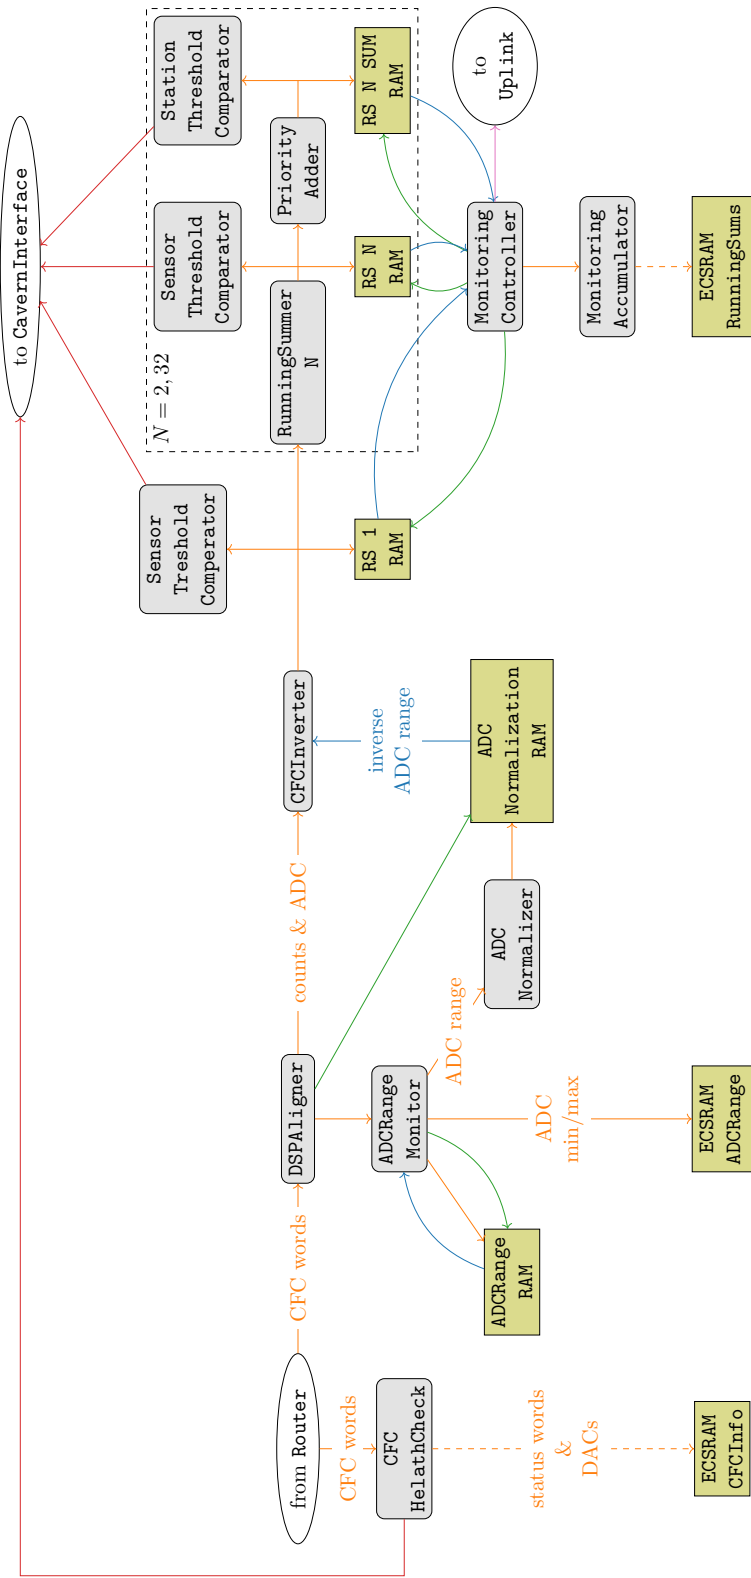 to CavernInterface
Station
Threshold
Comparator
Sensor
Threshold
Comparator
Sensor
Treshold
Comperator
N = 2, 32
Priority
Adder
RunningSummer
N
RS N SUM
RAM
RS N
RAM
RS 1
RAM
to
Uplink
Monitoring
Controller
Monitoring
Accumulator
ECSRAM
RunningSums
CFCInverter
inverse
ADC range
ADC
Normalization
RAM
counts & ADC
ADC
Normalizer
ADC range
DSPAligner
ADCRange
Monitor
ADC
min/max
ECSRAM
ADCRange
ADCRange
RAM
CFC words
from Router
CFC words
CFC
HelathCheck
status words
&
DACs
ECSRAM
CFCInfo